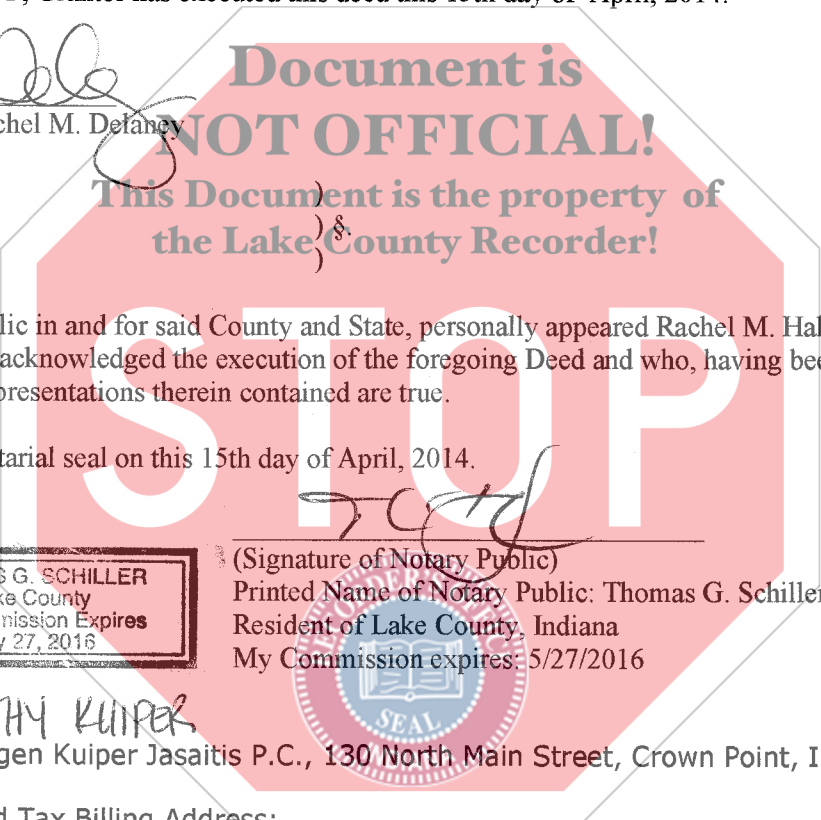 Grantor has executed this deed this 15th day of April, 2014.
Document is
NOT OFFICIAL!
This Document is the property of
the Lake County Recorder!
chel M. Delaney
)
) §.
)
lic in and for said County and State, personally appeared Rachel M. Hal
acknowledged the execution of the foregoing Deed and who, having bee
presentations therein contained are true.
tarial seal on this 15th day of April, 2014.
STOP
(Signature of Notary Public)
Printed Name of Notary Public: Thomas G. Schiller
Resident of Lake County, Indiana
My Commission expires: 5/27/2016
S G. SCHILLER
ke County
mission Expires
y 27, 2016
SEAL
HY KUIPER
gen Kuiper Jasaitis P.C., 130 North Main Street, Crown Point, I
d Tax Billing Address: